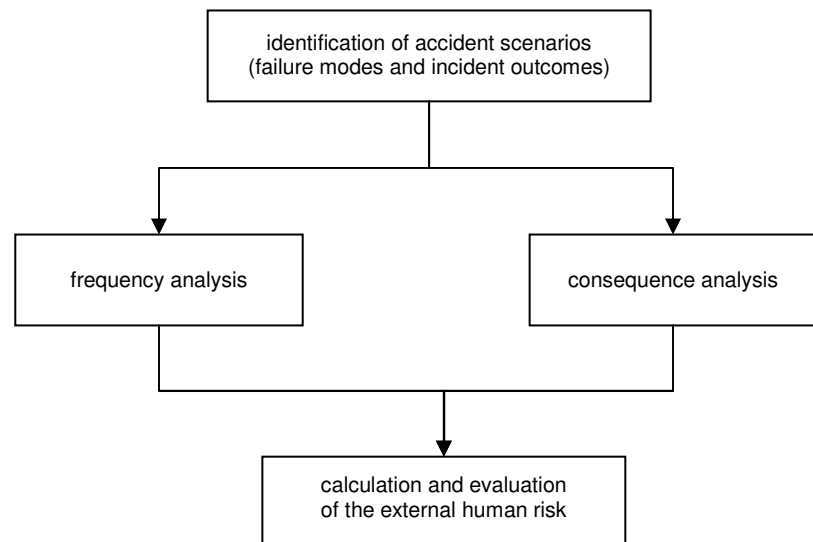 identification of accident scenarios
(failure modes and incident outcomes)
frequency analysis
consequence analysis
calculation and evaluation
of the external human risk